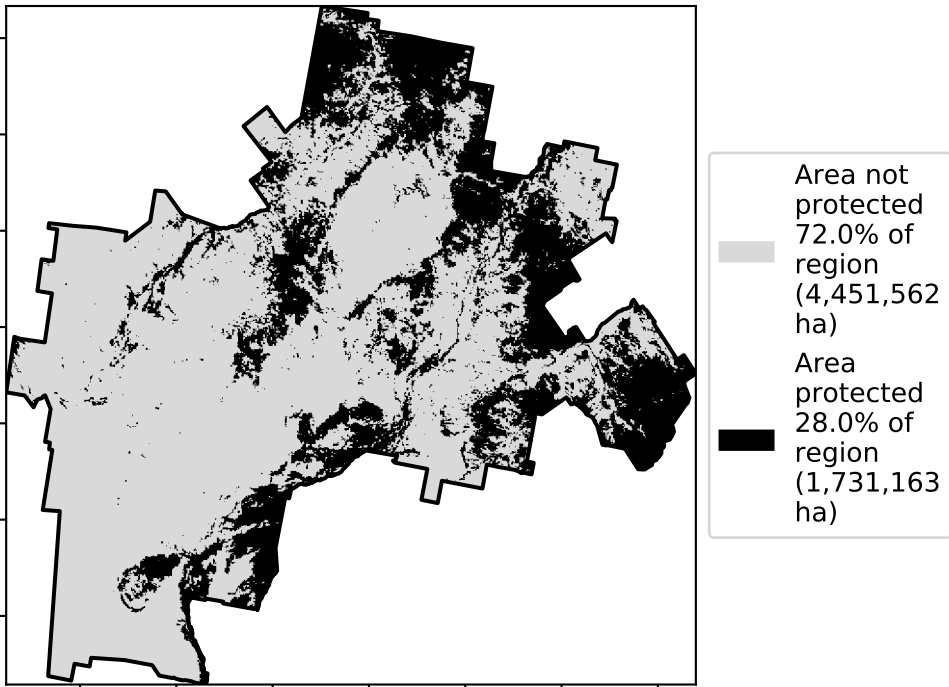 Area not
protected
72.0% of
region
(4,451,562
ha)
Area
protected
28.0% of
region
(1,731,163
ha)